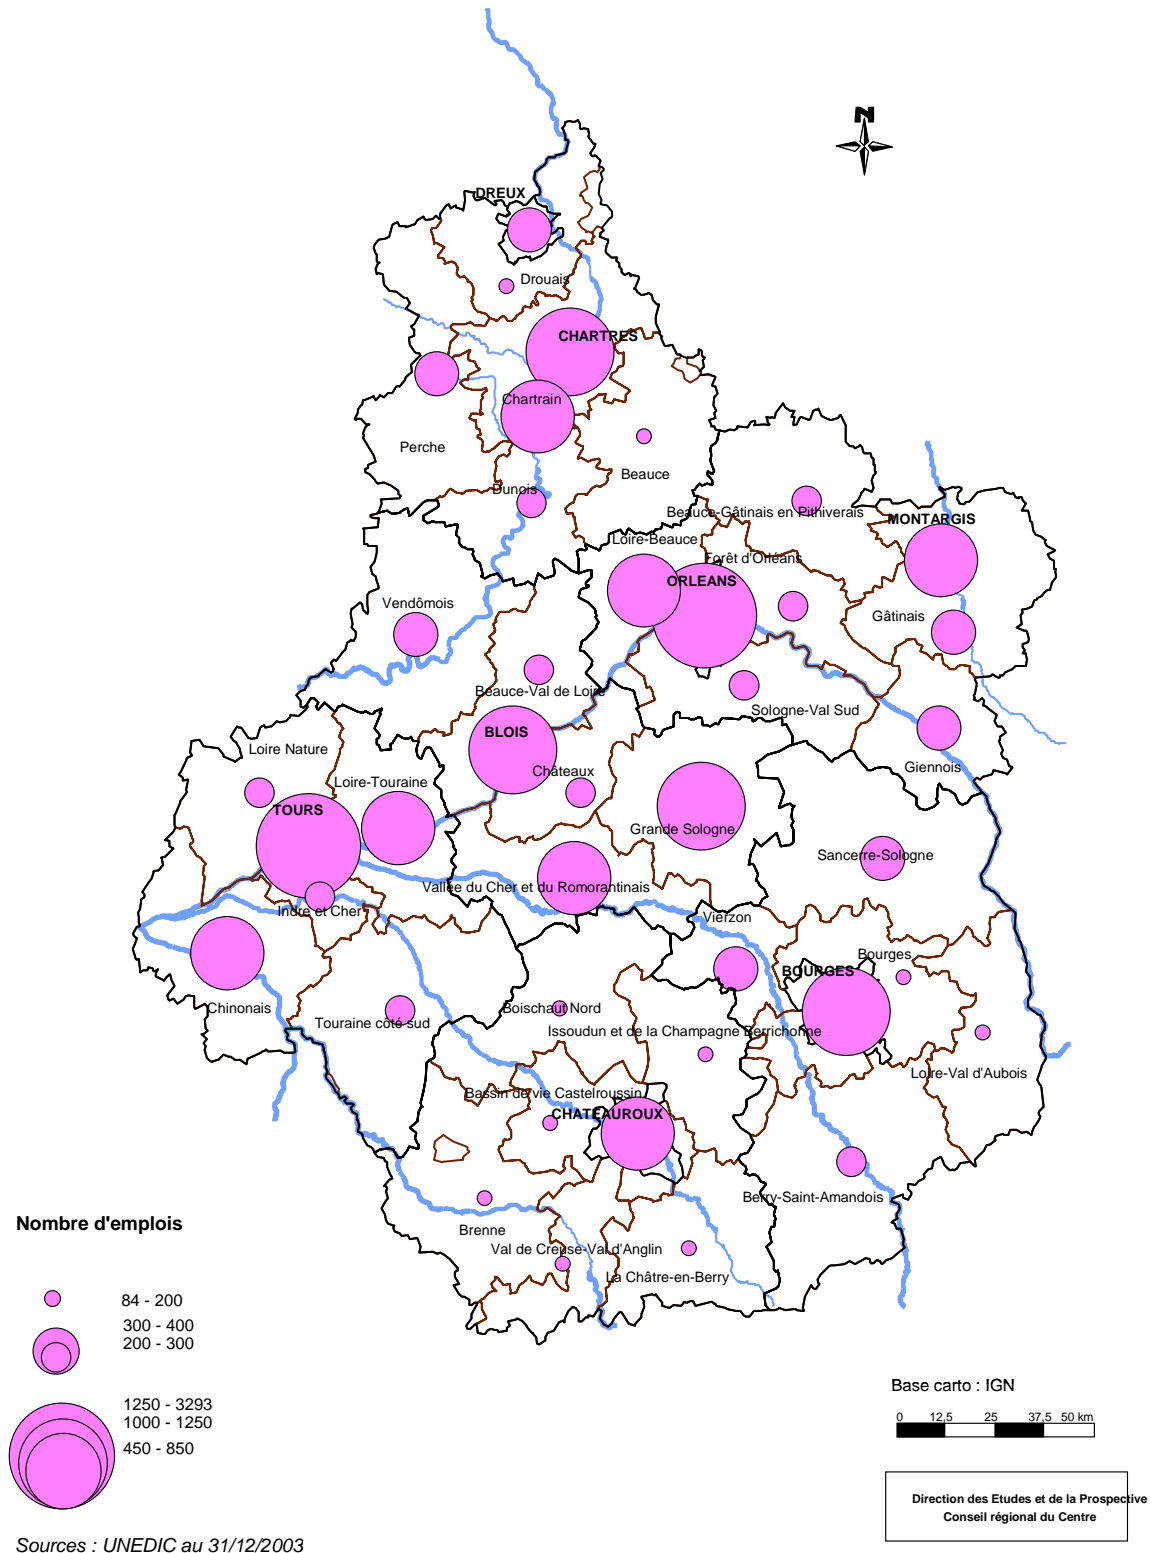 N
DREUX
Drouais
CHARTRES
Chartrain
Perche
Beauce
Dunois
Beauce-Gâtinais en Pithiverais
MONTARGIS
Loire-Beauce
Forêt d'Orléans
ORLEANS
Vendômois
Gâtinais
Beauce-Val de Loire
Sologne-Val Sud
BLOIS
Loire Nature
Giennois
Châteaux
Loire-Touraine
TOURS
Grande Sologne
Sancerre-Sologne
Vallée du Cher et du Romorantinais
Indre et Cher
Vierzon
Bourges
BOURGES
Chinonais
Boischaut Nord
Touraine côté sud
Issoudun et de la Champagne Berrichonne
Loire-Val d'Aubois
Bassin de vie Castelroussin
CHATEAUROUX
Berry-Saint-Amandois
Brenne
Val de Creuse-Val d'Anglin
La Châtre-en-Berry
Nombre d'emplois
84 - 200
300 - 400
200 - 300
1250 - 3293
1000 - 1250
450 - 850
Sources : UNEDIC au 31/12/2003
Base carto : IGN
0 12,5 25 37,5 50 km
Direction des Etudes et de la Prospective
Conseil régional du Centre